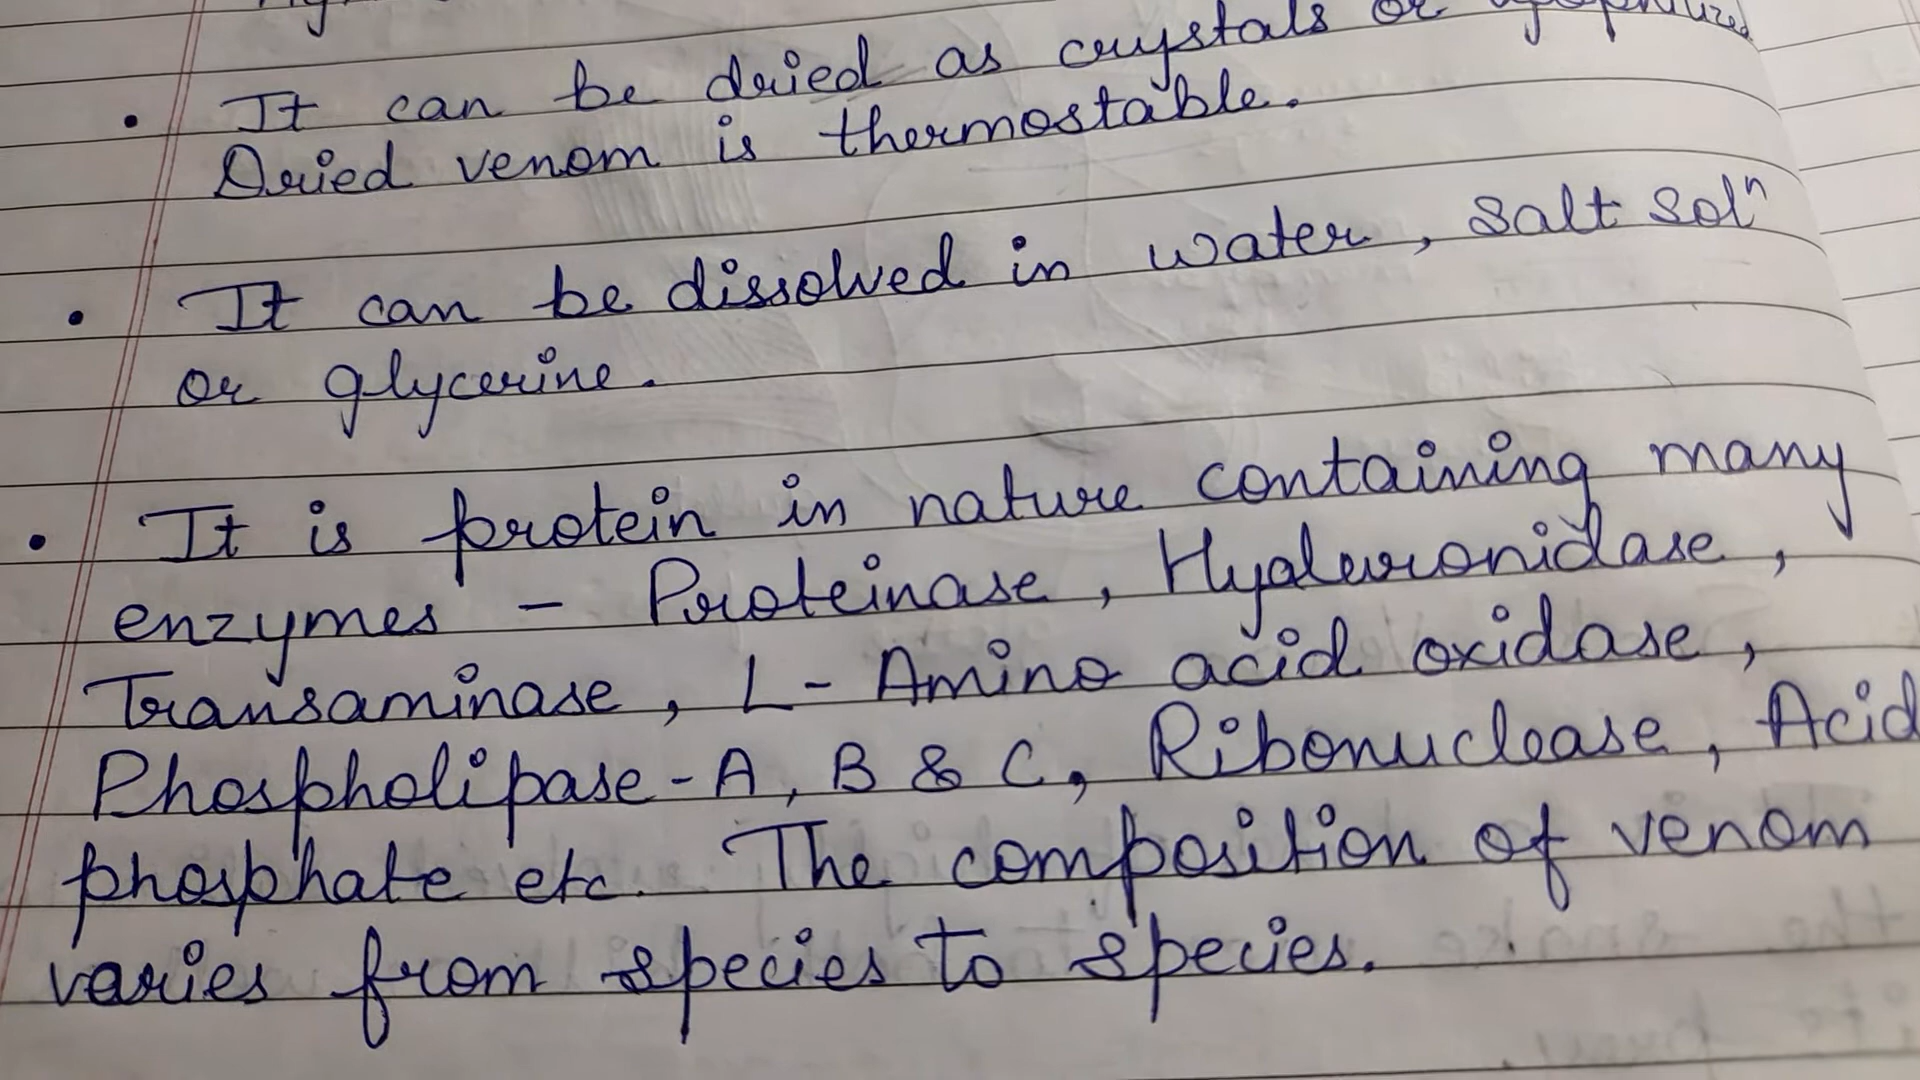 • It can be dried as crystals or lyophilized
Dried venom is thermostable.
• It can be dissolved in water, salt solⁿ
or glycerine.
• It is protein in nature containing many
enzymes - Proteinase, Hyaluronidase,
Transaminase, L-Amino acid oxidase,
Phospholipase-A, B & C, Ribonuclease, Acid
phosphate etc. The composition of venom
varies from species to species.